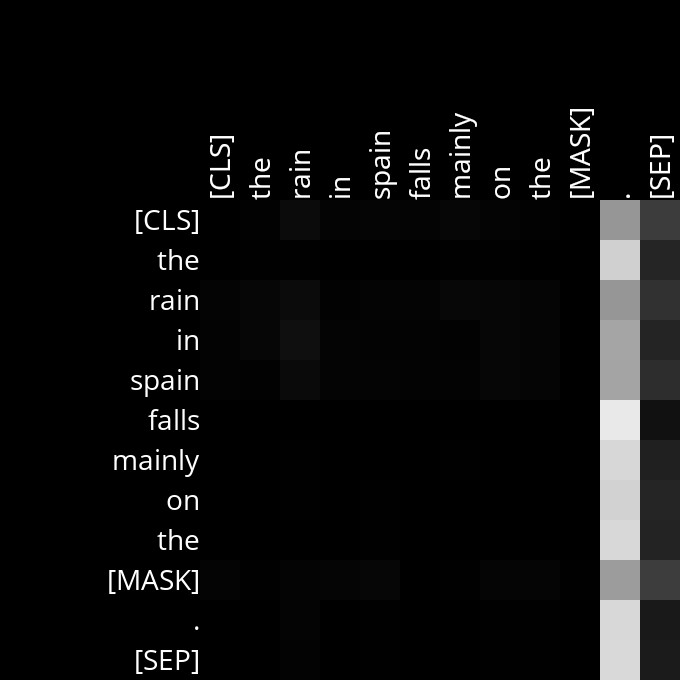 [CLS] the rain in spain falls mainly on the [MASK] . [SEP]
[CLS]
the
rain
in
spain
falls
mainly
on
the
[MASK]
.
[SEP]